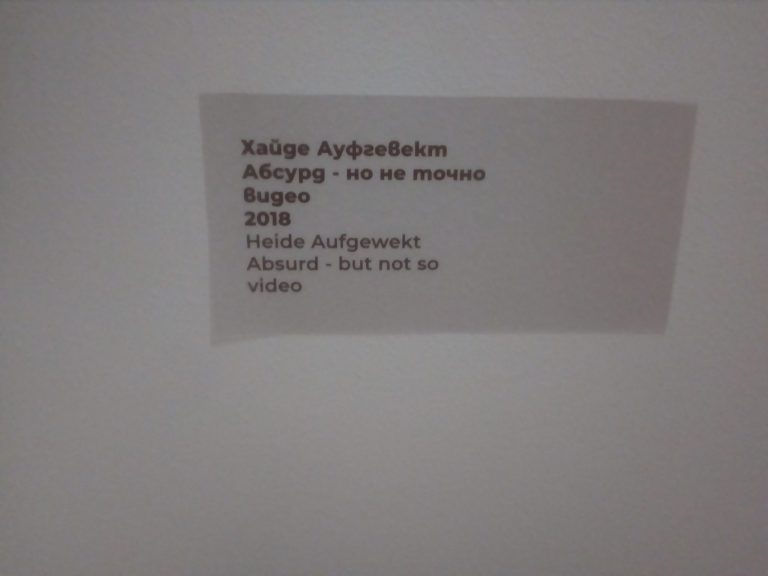 Хайде Ауфгевект
Абсурд - но не точно
видео
2018
Heide Aufgewekt
Absurd - but not so
video